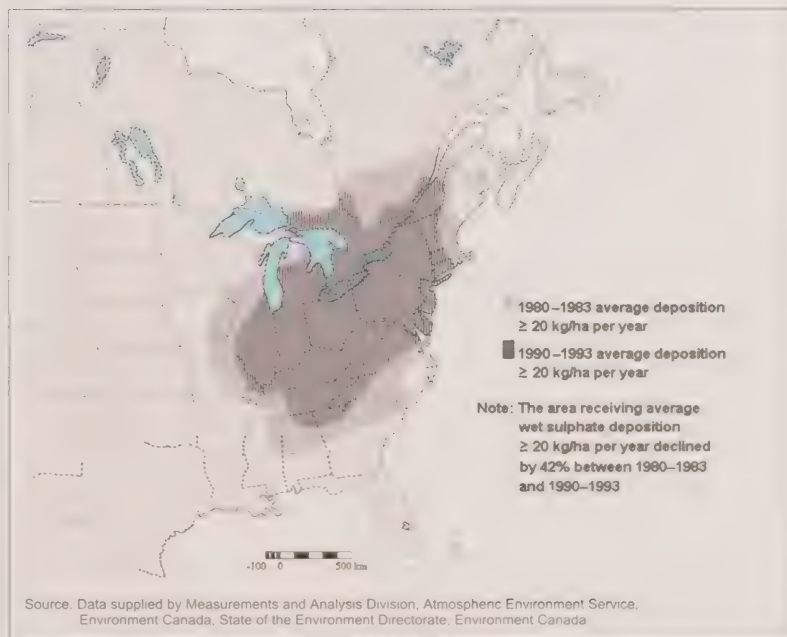 1980–1983 average deposition
≥ 20 kg/ha per year
1990–1993 average deposition
≥ 20 kg/ha per year
Note: The area receiving average
wet sulphate deposition
≥ 20 kg/ha per year declined
by 42% between 1980–1983
and 1990–1993
-100 0 500 km
Source. Data supplied by Measurements and Analysis Division, Atmospheric Environment Service,
Environment Canada, State of the Environment Directorate, Environment Canada